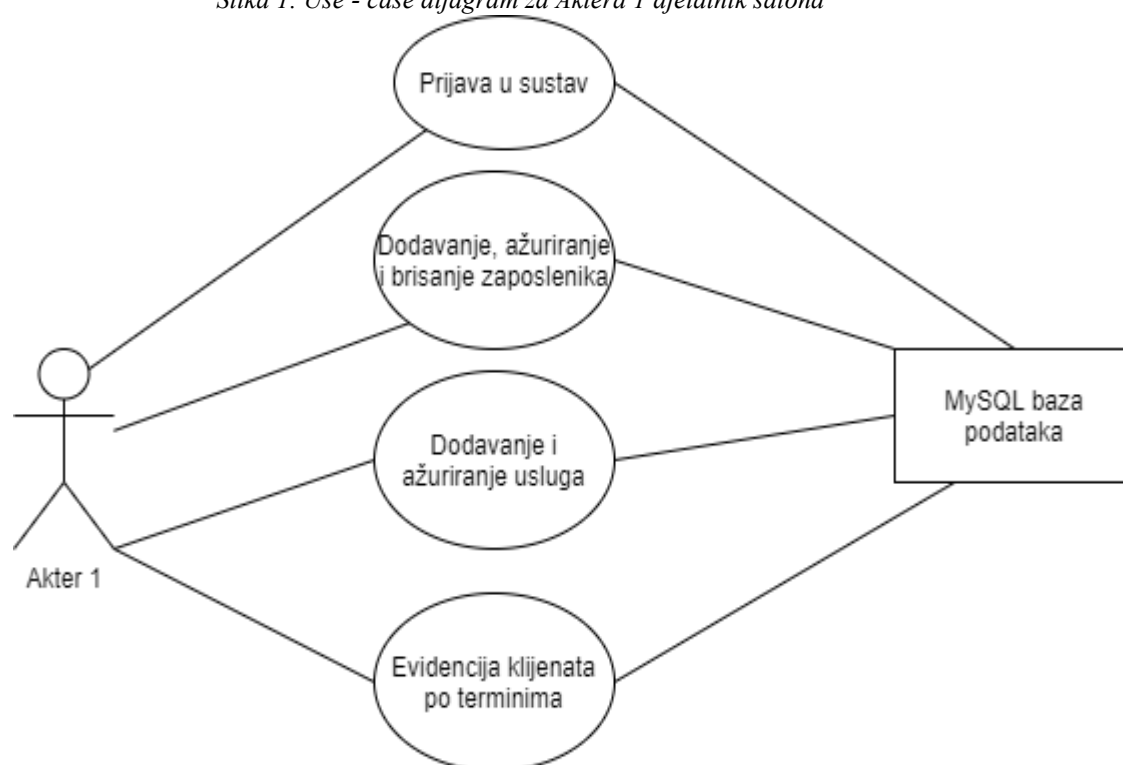 Slika 1: Use - case dijagram za Aktera 1 djelatnik salona
Prijava u sustav
Dodavanje, ažuriranje
i brisanje zaposlenika
MySQL baza
podataka
Dodavanje i
ažuriranje usluga
Akter 1
Evidencija klijenata
po terminima